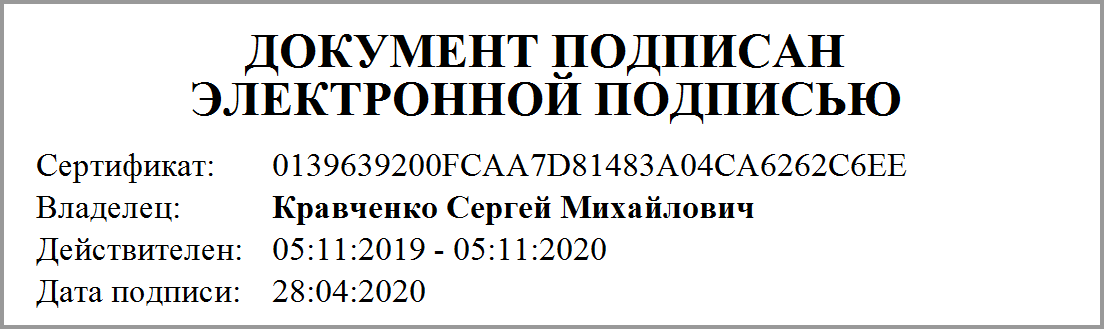 ДОКУМЕНТ ПОДПИСАН
ЭЛЕКТРОННОЙ ПОДПИСЬЮ
Сертификат: 0139639200FCAA7D81483A04CA6262C6EE
Владелец: Кравченко Сергей Михайлович
Действителен: 05:11:2019 - 05:11:2020
Дата подписи: 28:04:2020